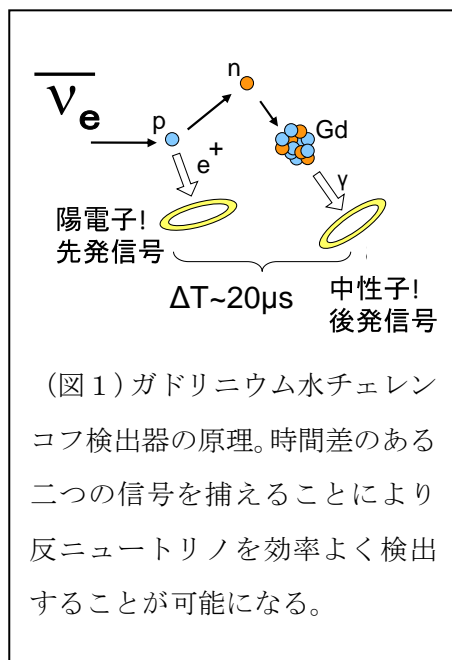 n
ν̅e
p
Gd
e+
γ
陽電子!
先発信号
ΔT~20μs
中性子!
後発信号
(図1)ガドリニウム水チェレン
コフ検出器の原理。時間差のある
二つの信号を捕えることにより
反ニュートリノを効率よく検出
することが可能になる。